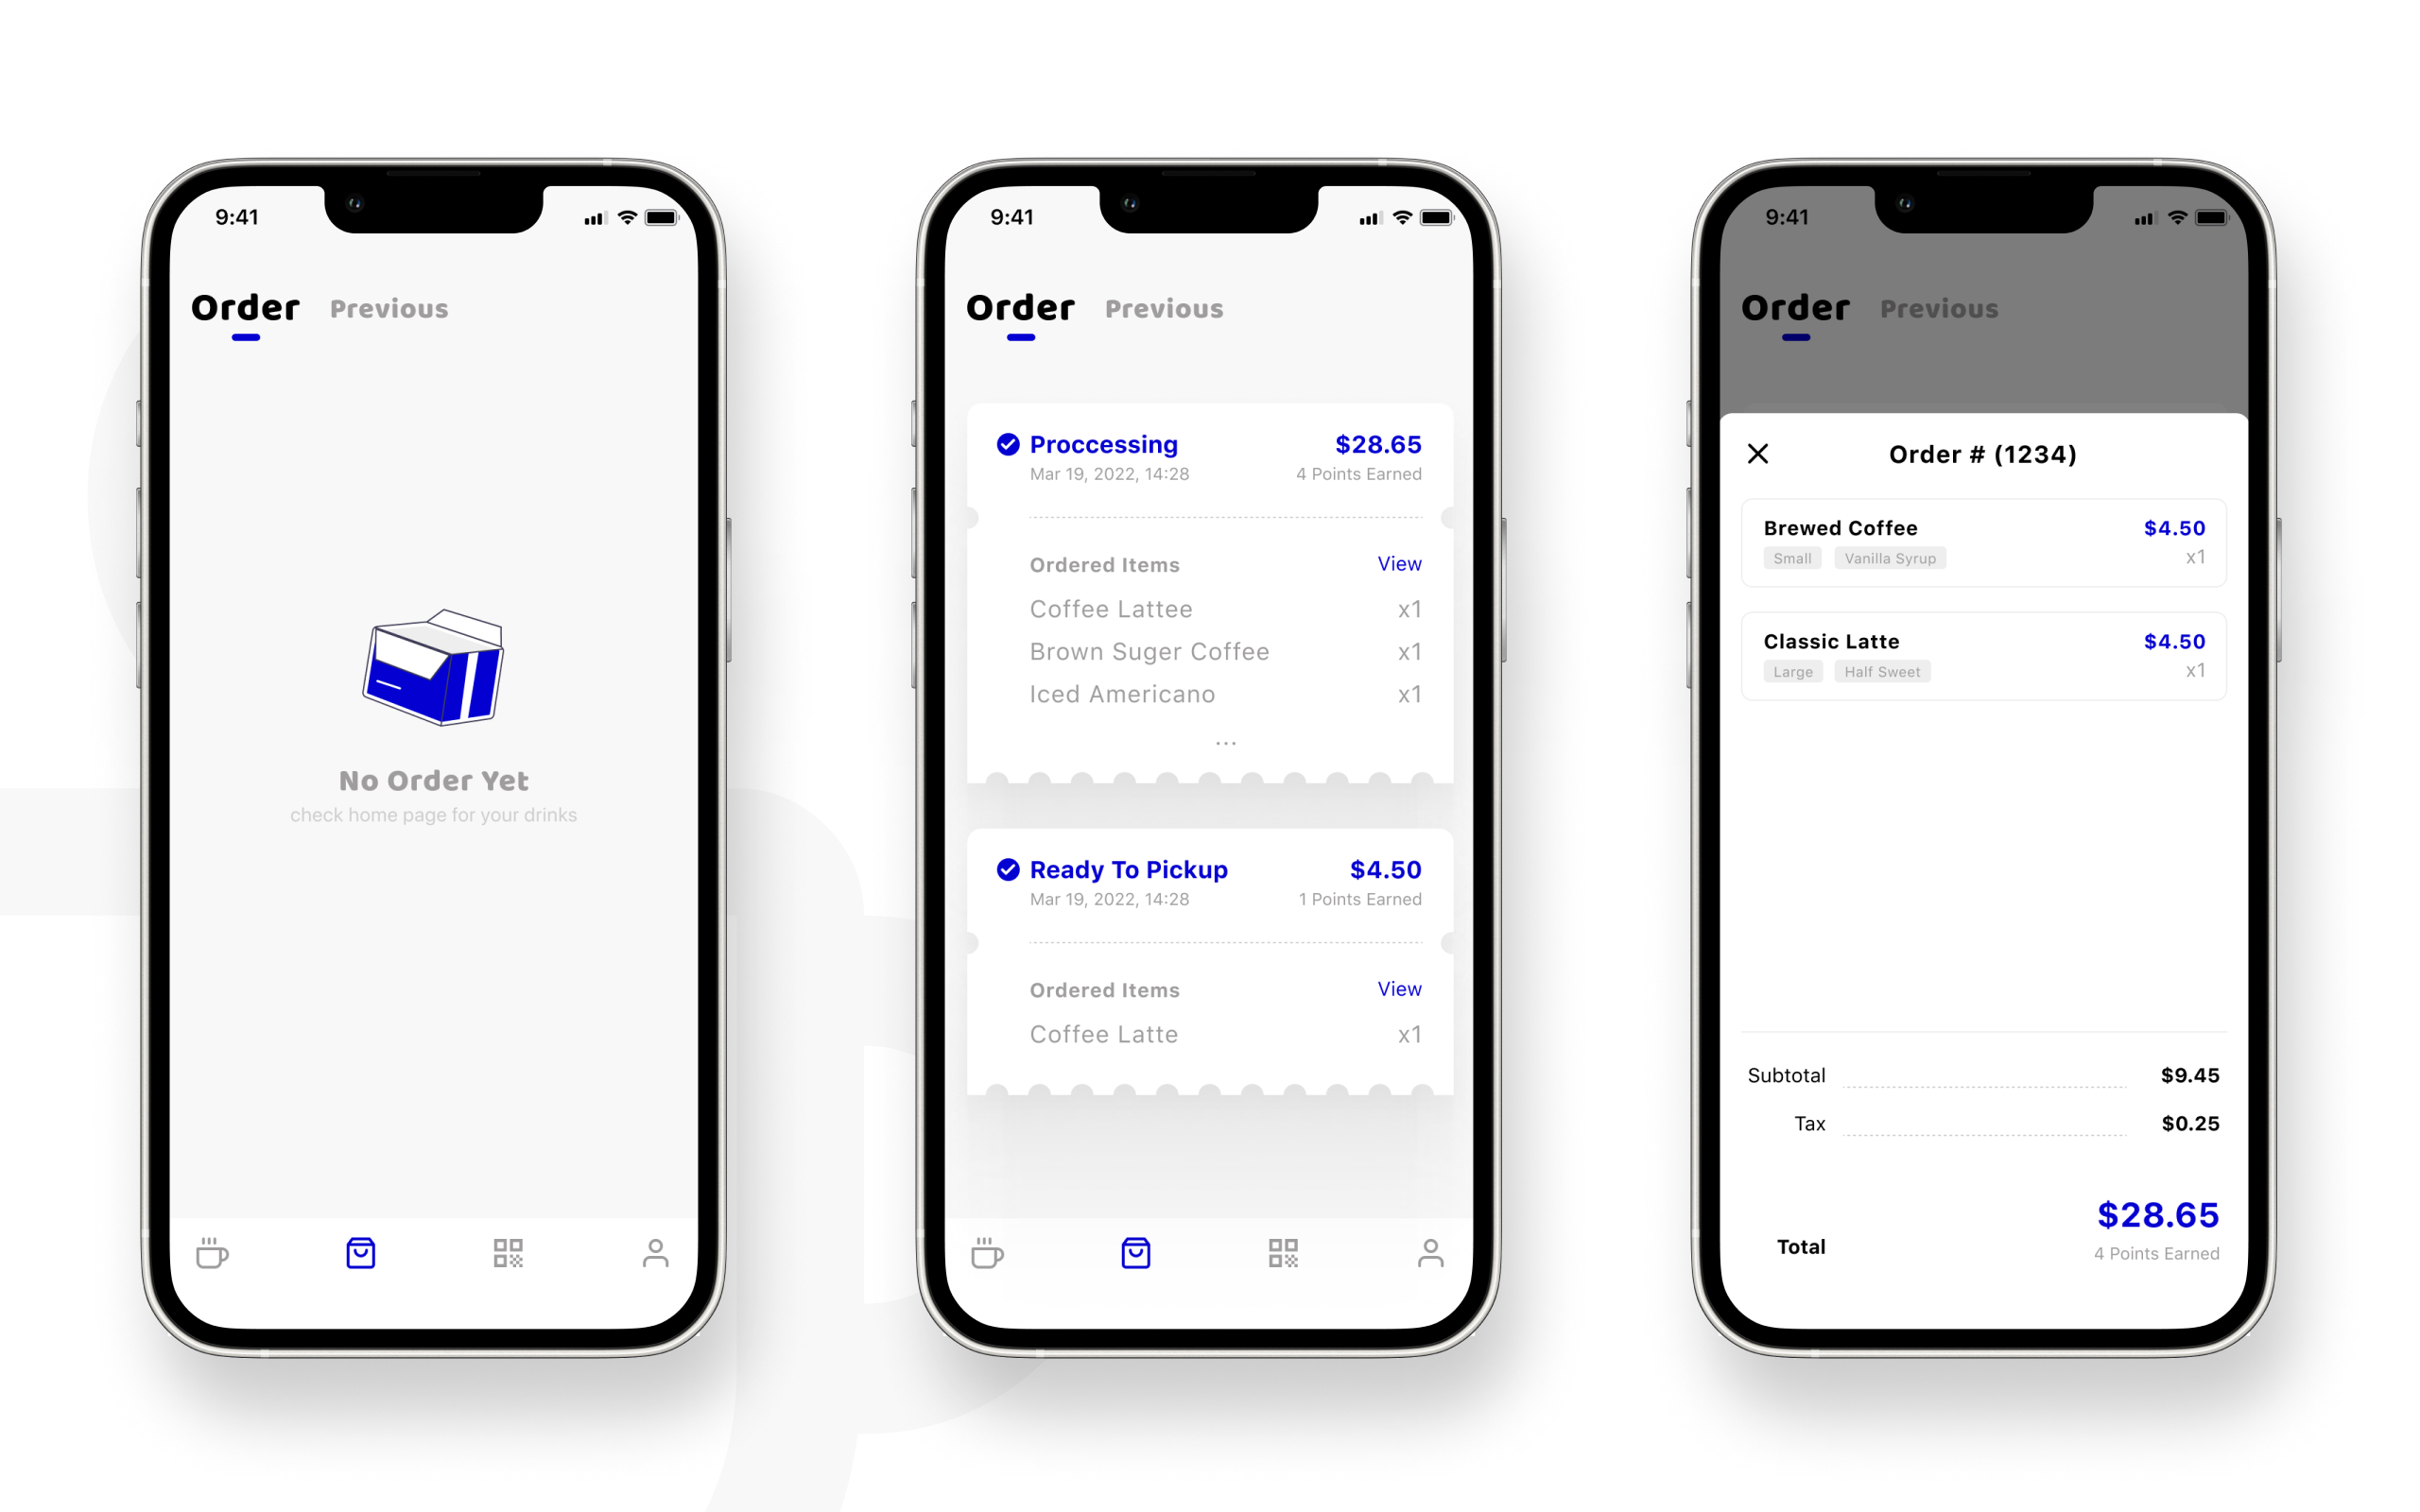 9:41
Order Previous
No Order Yet
check home page for your drinks
9:41
Order Previous
Proccessing $28.65
Mar 19, 2022, 14:28 4 Points Earned
Ordered Items View
Coffee Lattee x1
Brown Suger Coffee x1
Iced Americano x1
...
Ready To Pickup $4.50
Mar 19, 2022, 14:28 1 Points Earned
Ordered Items View
Coffee Latte x1
9:41
Order Previous
Order # (1234)
Brewed Coffee $4.50
Small Vanilla Syrup x1
Classic Latte $4.50
Large Half Sweet x1
Subtotal $9.45
Tax $0.25
Total $28.65
4 Points Earned